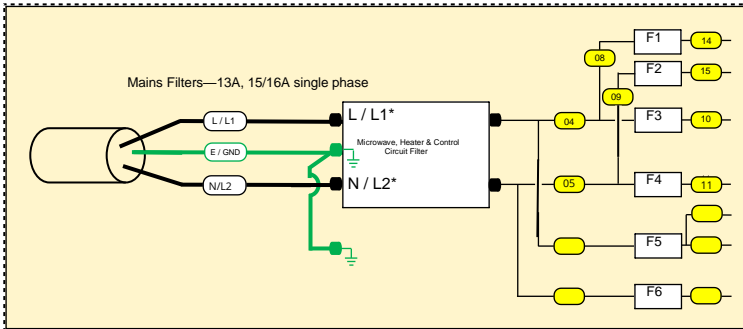 F1
14
08
F2
15
Mains Filters—13A, 15/16A single phase
09
L / L1
L / L1*
04
F3
10
Microwave, Heater & Control
Circuit Filter
E / GND
N/L2
N / L2*
05
F4
11
F5
F6